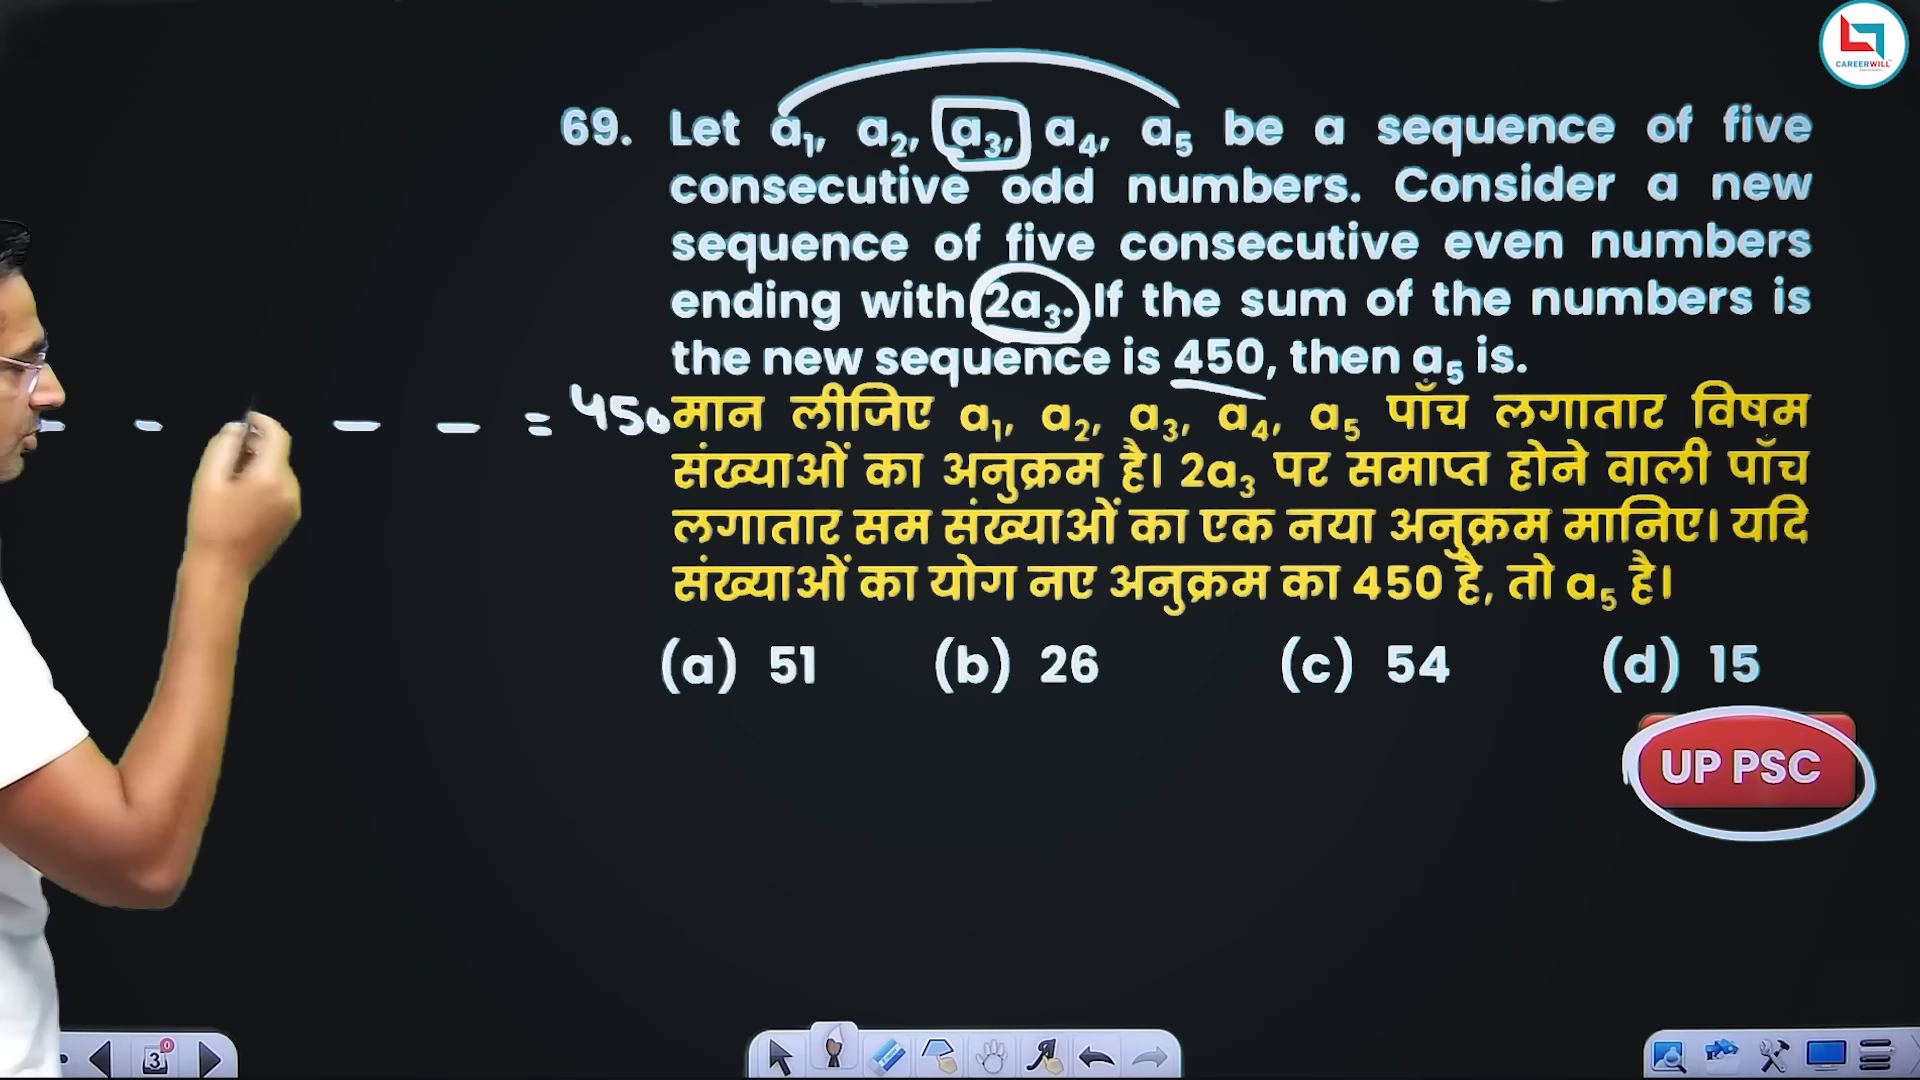 CAREERWILL
69. Let a₁, a₂, a₃, a₄, a₅ be a sequence of five
consecutive odd numbers. Consider a new
sequence of five consecutive even numbers
ending with 2a₃. If the sum of the numbers is
the new sequence is 450, then a₅ is.
= 450
मान लीजिए a₁, a₂, a₃, a₄, a₅ पाँच लगातार विषम
संख्याओं का अनुक्रम है। 2a₃ पर समाप्त होने वाली पाँच
लगातार सम संख्याओं का एक नया अनुक्रम मानिए। यदि
संख्याओं का योग नए अनुक्रम का 450 है, तो a₅ है।
(a) 51 (b) 26 (c) 54 (d) 15
UP PSC
3 0